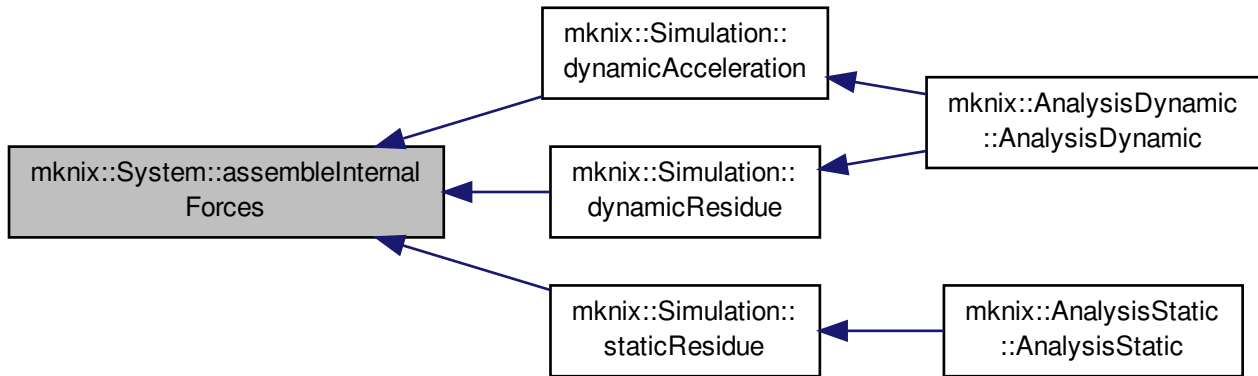 mknix::System::assembleInternal
Forces
mknix::Simulation::
dynamicAcceleration
mknix::Simulation::
dynamicResidue
mknix::Simulation::
staticResidue
mknix::AnalysisDynamic
::AnalysisDynamic
mknix::AnalysisStatic
::AnalysisStatic